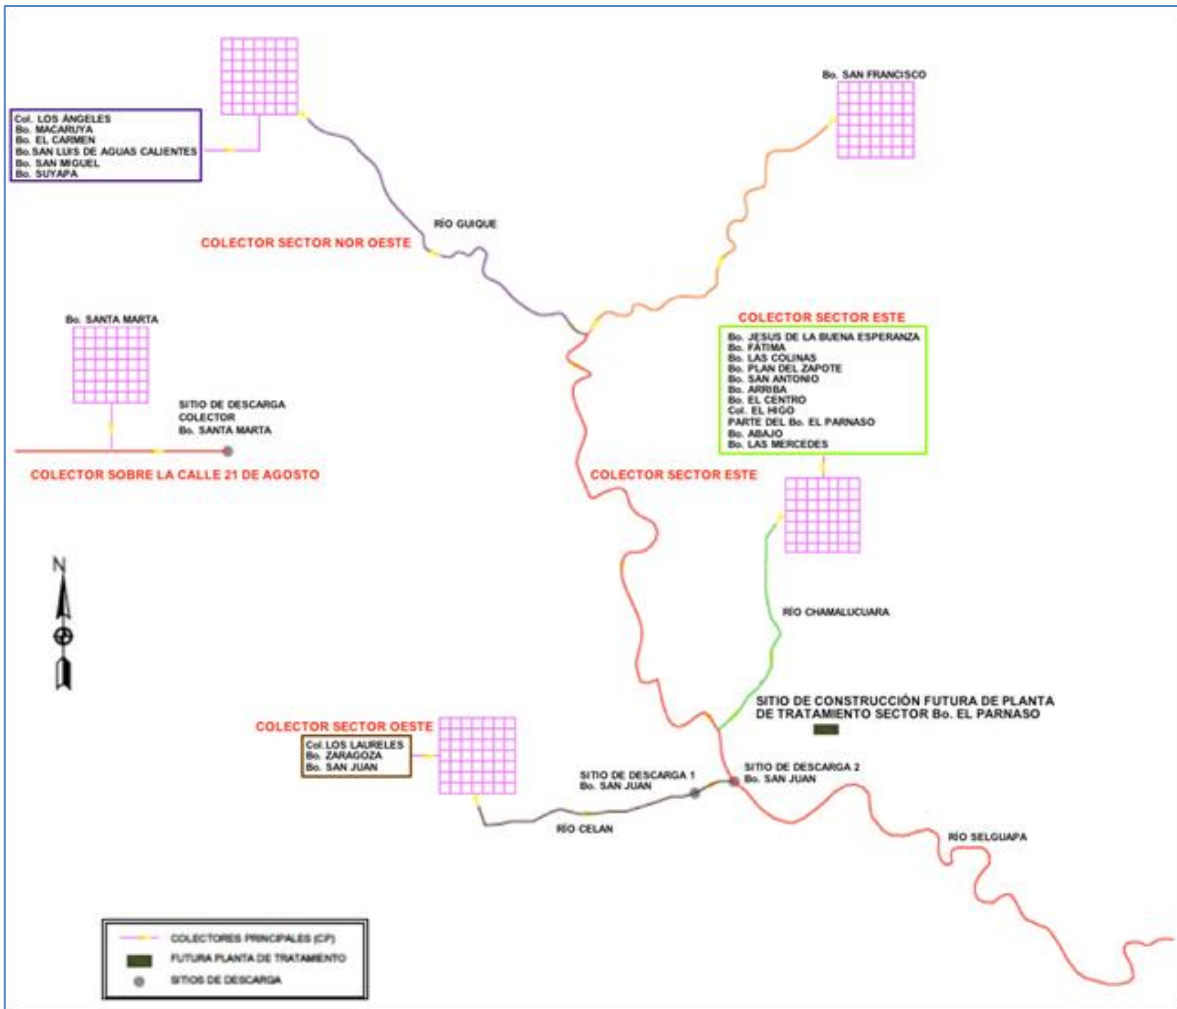 Bo. SAN FRANCISCO
Col. LOS ÁNGELES
Bo. MACARUYA
Bo. EL CARMEN
Bo.SAN LUIS DE AGUAS CALIENTES
Bo. SAN MIGUEL
Bo. SUYAPA
RÍO GUIQUE
COLECTOR SECTOR NOR OESTE
COLECTOR SECTOR ESTE
Bo. JESUS DE LA BUENA ESPERANZA
Bo. FÁTIMA
Bo. LAS COLINAS
Bo. PLAN DEL ZAPOTE
Bo. SAN ANTONIO
Bo. ARRIBA
Bo. EL CENTRO
Col. EL HIGO
PARTE DEL Bo. EL PARNASO
Bo. ABAJO
Bo. LAS MERCEDES
Bo. SANTA MARTA
SITIO DE DESCARGA
COLECTOR
Bo. SANTA MARTA
COLECTOR SOBRE LA CALLE 21 DE AGOSTO
COLECTOR SECTOR ESTE
N
RÍO CHAMALUCUARA
SITIO DE CONSTRUCCIÓN FUTURA DE PLANTA
DE TRATAMIENTO SECTOR Bo. EL PARNASO
COLECTOR SECTOR OESTE
Col.LOS LAURELES
Bo. ZARAGOZA
Bo. SAN JUAN
SITIO DE DESCARGA 1
Bo. SAN JUAN
SITIO DE DESCARGA 2
Bo. SAN JUAN
RÍO CELAN
RÍO SELGUAPA
COLECTORES PRINCIPALES (CP)
FUTURA PLANTA DE TRATAMIENTO
SITIOS DE DESCARGA